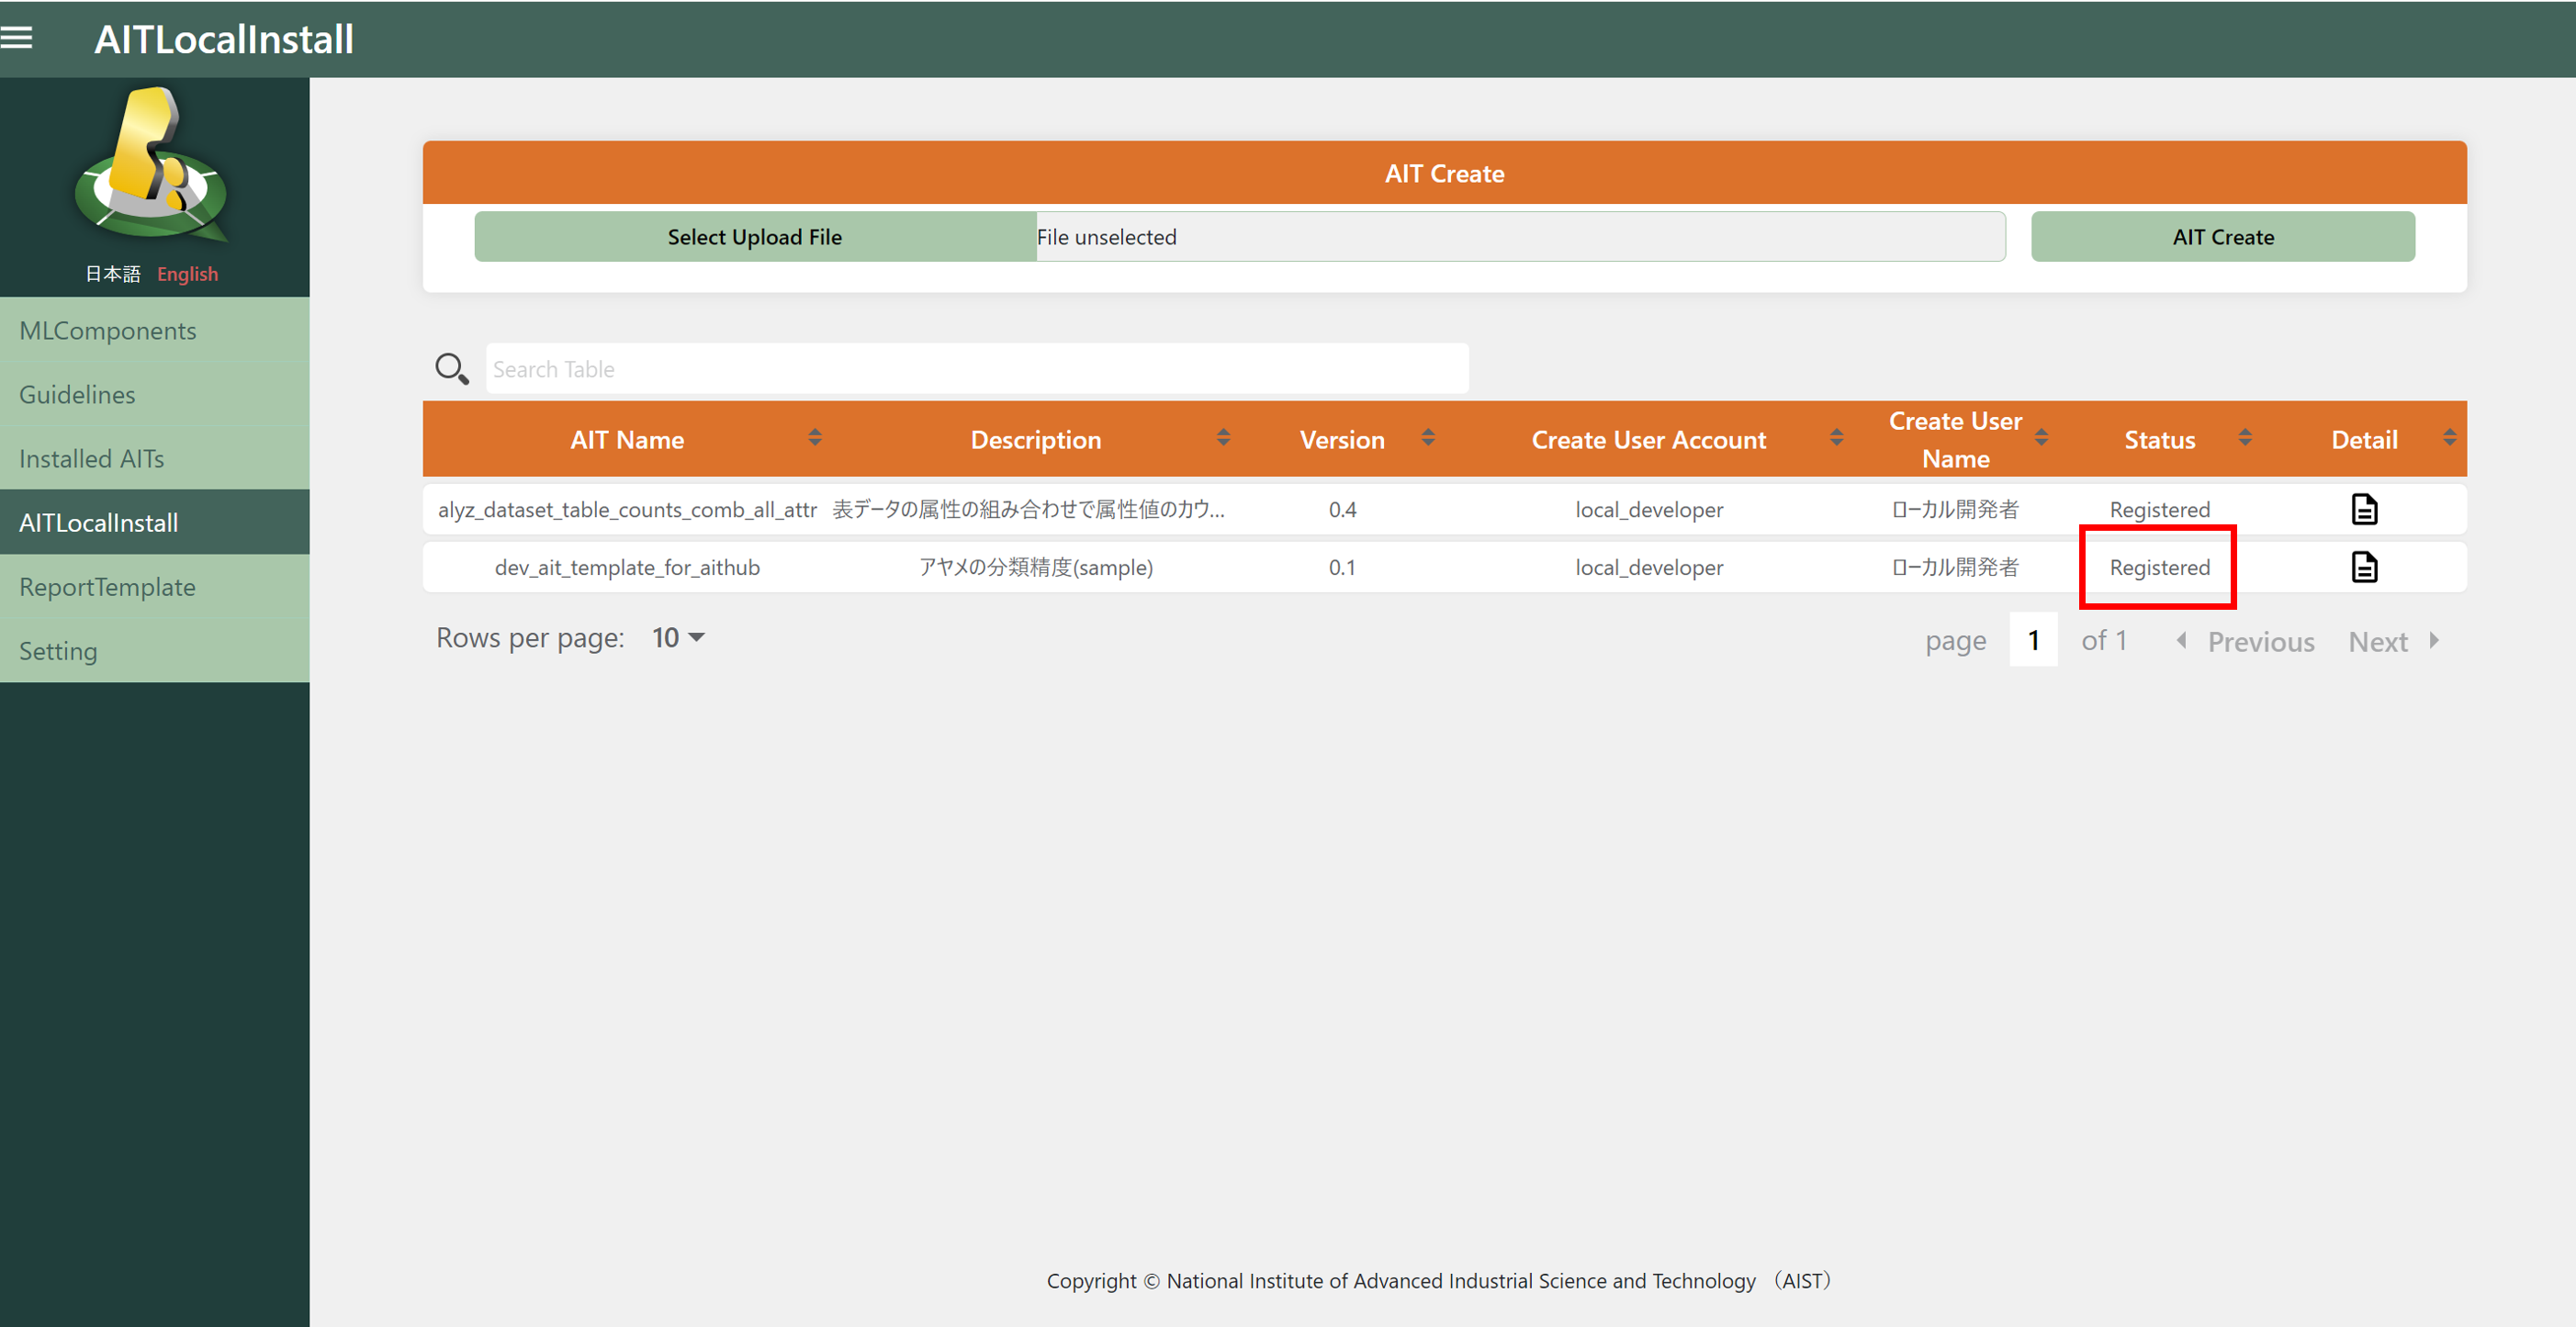 AITLocalInstall
日本語 English
MLComponents
Guidelines
Installed AITs
AITLocalInstall
ReportTemplate
Setting
AIT Create
Select Upload File File unselected AIT Create
Search Table
AIT Name Description Version Create User Account Create User Name Status Detail
alyz_dataset_table_counts_comb_all_attr 表データの属性の組み合わせで属性値のカウ... 0.4 local_developer ローカル開発者 Registered
dev_ait_template_for_aithub アヤメの分類精度(sample) 0.1 local_developer ローカル開発者 Registered
Rows per page: 10 page 1 of 1 Previous Next
Copyright © National Institute of Advanced Industrial Science and Technology （AIST）